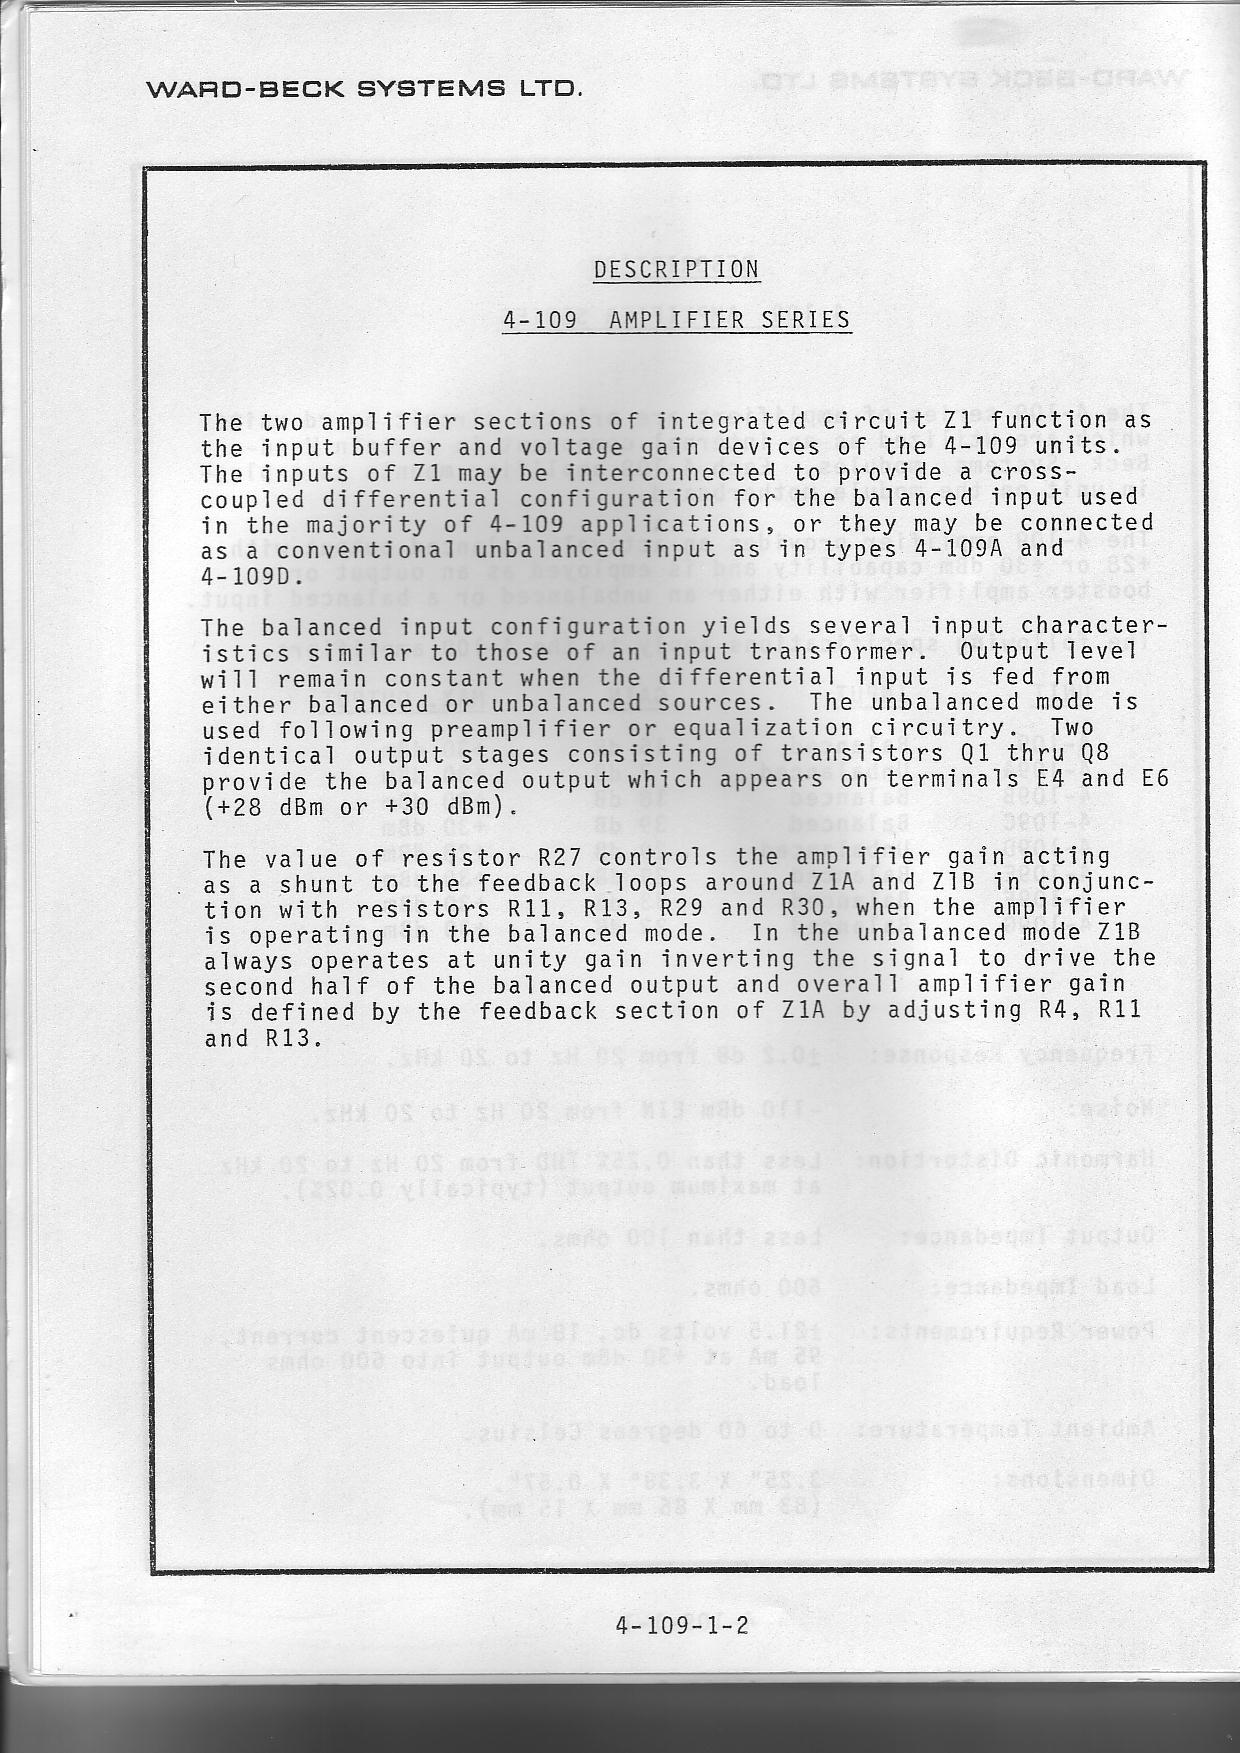 WARD-BECK SYSTEMS LTD.
DESCRIPTION
4-109 AMPLIFIER SERIES
The two amplifier sections of integrated circuit Z1 function as
the input buffer and voltage gain devices of the 4-109 units.
The inputs of Z1 may be interconnected to provide a cross-
coupled differential configuration for the balanced input used
in the majority of 4-109 applications, or they may be connected
as a conventional unbalanced input as in types 4-109A and
4-109D.
The balanced input configuration yields several input character-
istics similar to those of an input transformer. Output level
will remain constant when the differential input is fed from
either balanced or unbalanced sources. The unbalanced mode is
used following preamplifier or equalization circuitry. Two
identical output stages consisting of transistors Q1 thru Q8
provide the balanced output which appears on terminals E4 and E6
(+28 dBm or +30 dBm).
The value of resistor R27 controls the amplifier gain acting
as a shunt to the feedback loops around Z1A and Z1B in conjunc-
tion with resistors R11, R13, R29 and R30, when the amplifier
is operating in the balanced mode. In the unbalanced mode Z1B
always operates at unity gain inverting the signal to drive the
second half of the balanced output and overall amplifier gain
is defined by the feedback section of Z1A by adjusting R4, R11
and R13.
4-109-1-2